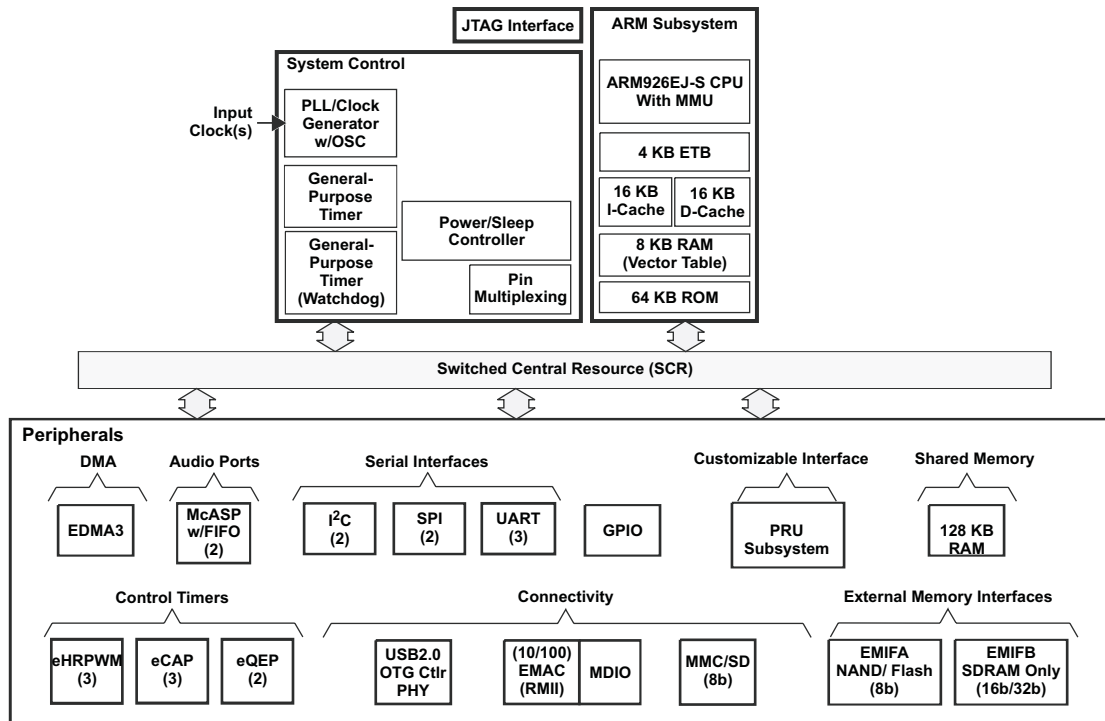 JTAG Interface
ARM Subsystem
System Control
ARM926EJ-S CPU
With MMU
Input
Clock(s)
PLL/Clock
Generator
w/OSC
4 KB ETB
General-
Purpose
Timer
16 KB
I-Cache
16 KB
D-Cache
Power/Sleep
Controller
General-
Purpose
Timer
(Watchdog)
8 KB RAM
(Vector Table)
Pin
Multiplexing
64 KB ROM
Switched Central Resource (SCR)
Peripherals
DMA
Audio Ports
Serial Interfaces
Customizable Interface
Shared Memory
EDMA3
McASP
w/FIFO
(2)
I²C
(2)
SPI
(2)
UART
(3)
GPIO
PRU
Subsystem
128 KB
RAM
Control Timers
Connectivity
External Memory Interfaces
eHRPWM
(3)
eCAP
(3)
eQEP
(2)
USB2.0
OTG Ctlr
PHY
(10/100)
EMAC
(RMII)
MDIO
MMC/SD
(8b)
EMIFA
NAND/ Flash
(8b)
EMIFB
SDRAM Only
(16b/32b)